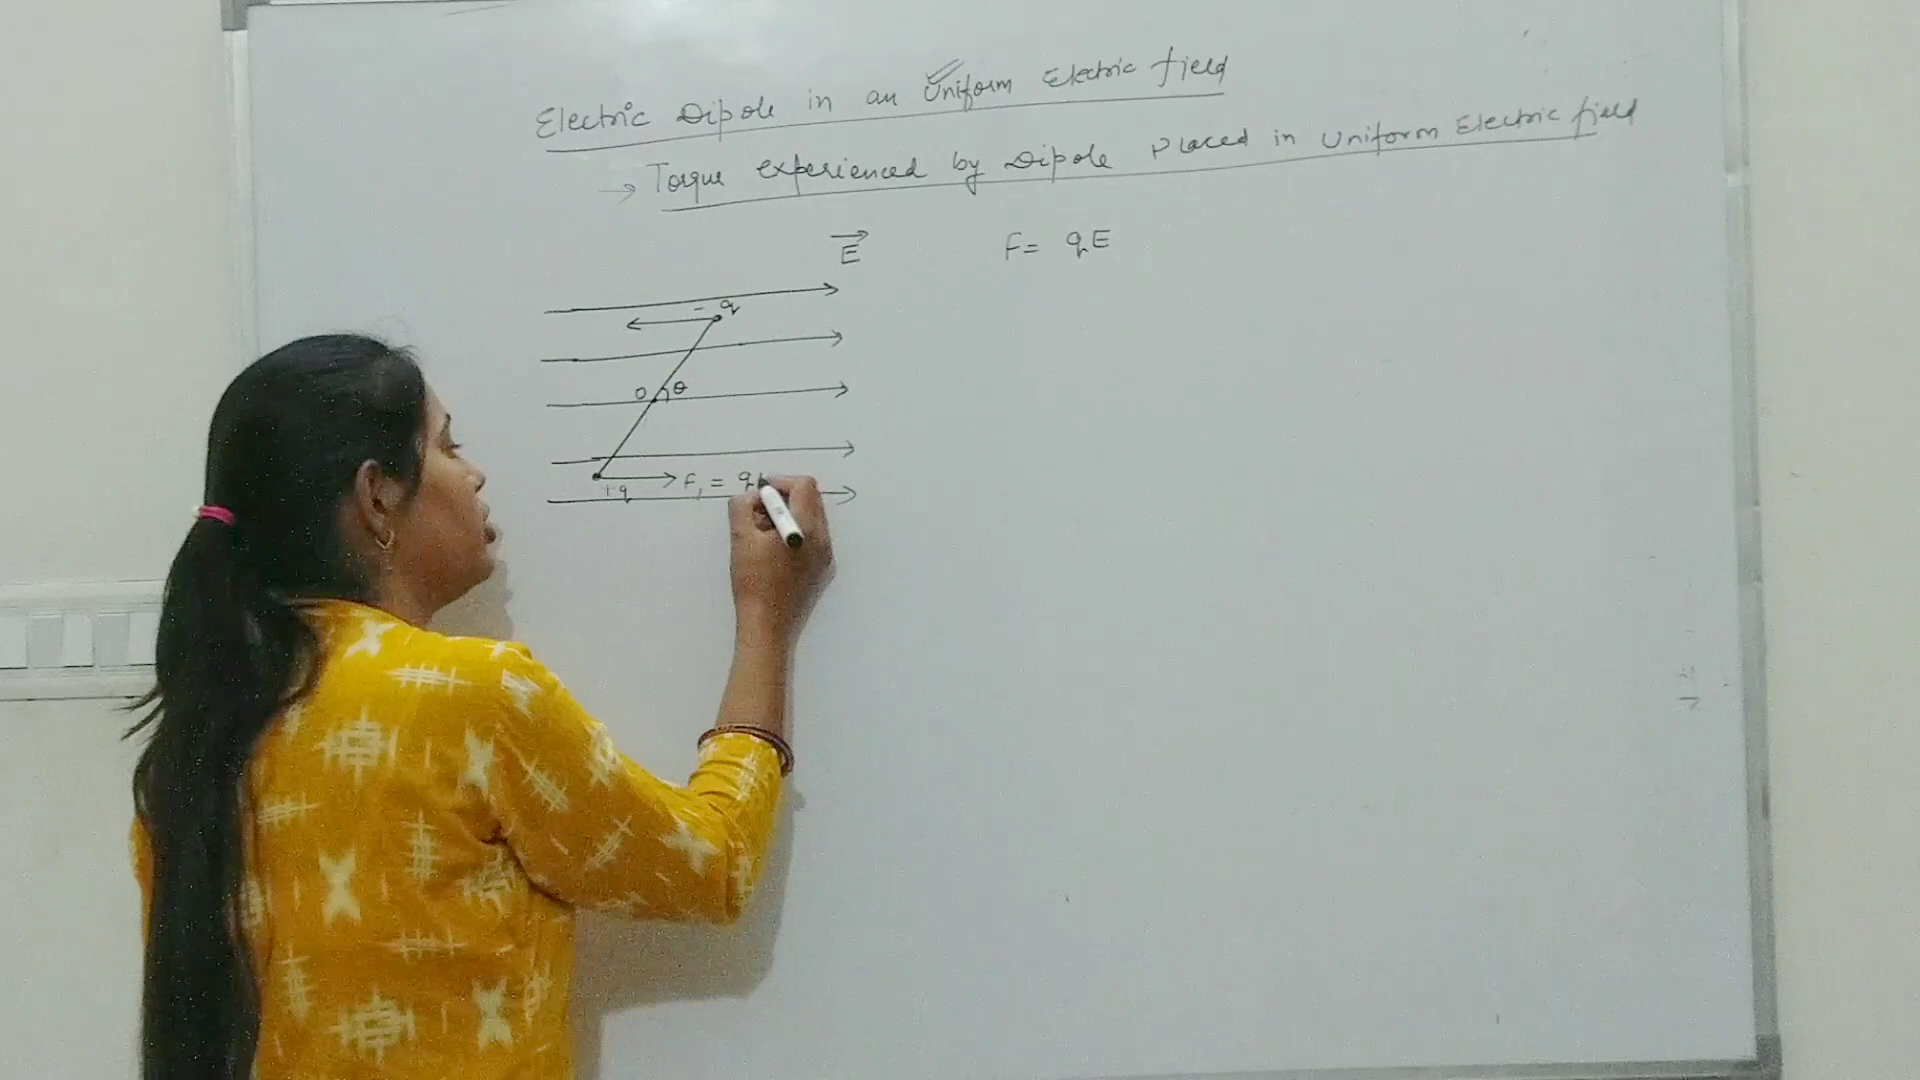 Electric Dipole in an Uniform Electric field
→ Torque experienced by Dipole Placed in Uniform Electric field
E
F = qE
- q
O θ
+q
F₁ = q